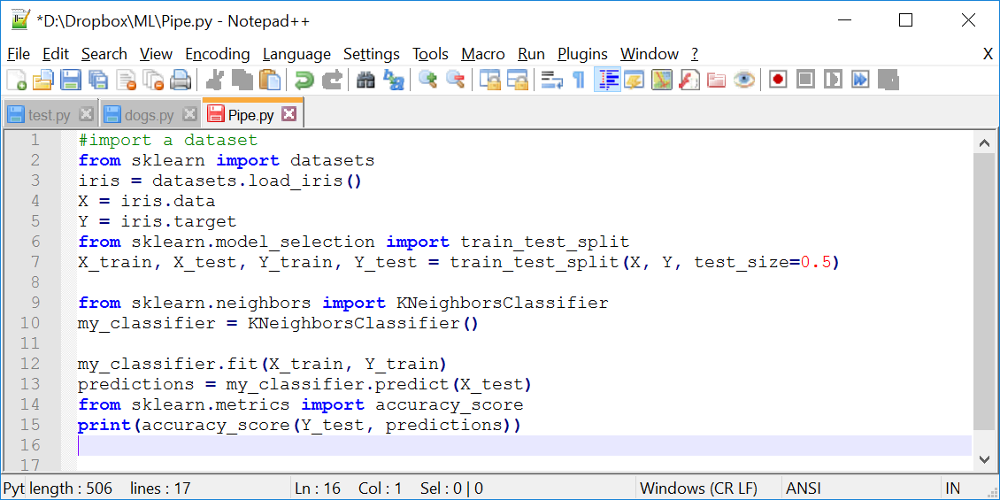 *D:\Dropbox\ML\Pipe.py - Notepad++
File Edit Search View Encoding Language Settings Tools Macro Run Plugins Window ? X
test.py dogs.py Pipe.py
1 #import a dataset
2 from sklearn import datasets
3 iris = datasets.load_iris()
4 X = iris.data
5 Y = iris.target
6 from sklearn.model_selection import train_test_split
7 X_train, X_test, Y_train, Y_test = train_test_split(X, Y, test_size=0.5)
8
9 from sklearn.neighbors import KNeighborsClassifier
10 my_classifier = KNeighborsClassifier()
11
12 my_classifier.fit(X_train, Y_train)
13 predictions = my_classifier.predict(X_test)
14 from sklearn.metrics import accuracy_score
15 print(accuracy_score(Y_test, predictions))
16
17
Pyt length : 506 lines : 17 Ln : 16 Col : 1 Sel : 0 | 0 Windows (CR LF) ANSI IN